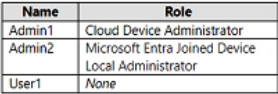 Name Role
Admin1 Cloud Device Administrator
Admin2 Microsoft Entra Joined Device
Local Administrator
User1 None